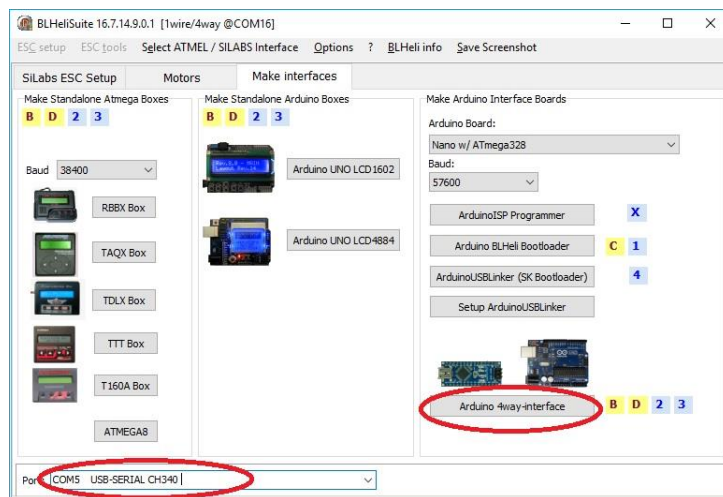 BLHeliSuite 16.7.14.9.0.1 [1wire/4way @COM16]
ESC setup ESC tools Select ATMEL / SILABS Interface Options ? BLHeli info Save Screenshot
SiLabs ESC Setup Motors Make interfaces
Make Standalone Atmega Boxes
B D 2 3
Baud 38400
RBBX Box
TAQX Box
TDLX Box
TTT Box
T160A Box
ATMEGA8
Make Standalone Arduino Boxes
B D 2 3
Arduino UNO LCD1602
Arduino UNO LCD4884
Make Arduino Interface Boards
Arduino Board:
Nano w/ ATmega328
Baud:
57600
ArduinoISP Programmer X
Arduino BLHeli Bootloader C 1
ArduinoUSBLinker (SK Bootloader) 4
Setup ArduinoUSBLinker
Arduino 4way-interface B D 2 3
COM5 USB-SERIAL CH340